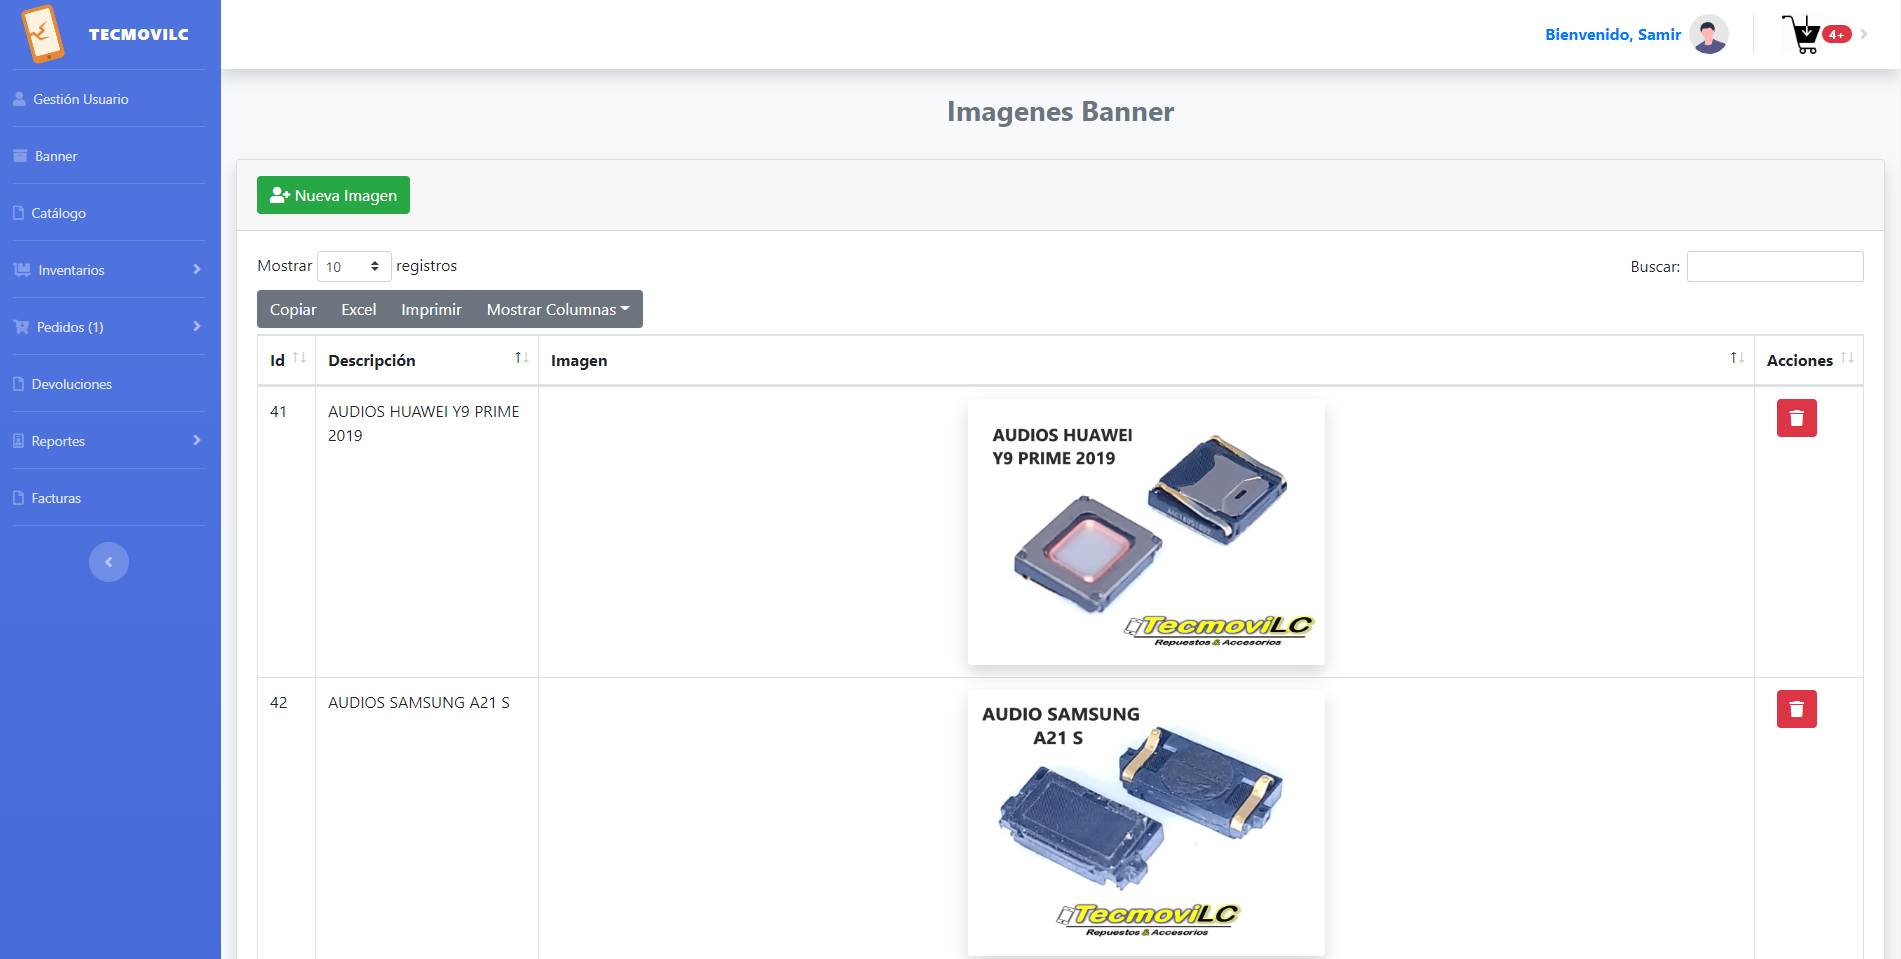 TECMOVILC
Bienvenido, Samir
4+
Gestión Usuario
Banner
Catálogo
Inventarios
Pedidos (1)
Devoluciones
Reportes
Facturas
Imagenes Banner
Nueva Imagen
Mostrar 10 registros
Buscar:
Copiar Excel Imprimir Mostrar Columnas
Id Descripción Imagen Acciones
41 AUDIOS HUAWEI Y9 PRIME
2019
AUDIOS HUAWEI
Y9 PRIME 2019
TecmoviLC
Repuestos & Accesorios
42 AUDIOS SAMSUNG A21 S
AUDIO SAMSUNG
A21 S
TecmoviLC
Repuestos & Accesorios